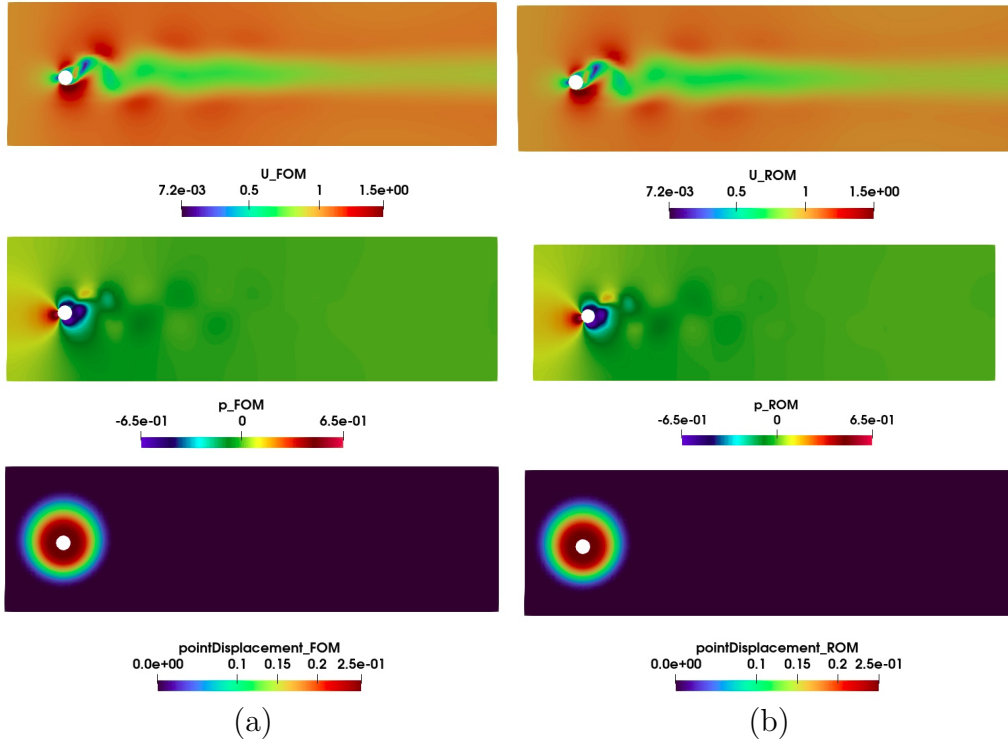 U_FOM
7.2e-03 0.5 1 1.5e+00
U_ROM
7.2e-03 0.5 1 1.5e+00
p_FOM
-6.5e-01 0 6.5e-01
p_ROM
-6.5e-01 0 6.5e-01
pointDisplacement_FOM
0.0e+00 0.1 0.15 0.2 2.5e-01
pointDisplacement_ROM
0.0e+00 0.1 0.15 0.2 2.5e-01
(a)
(b)